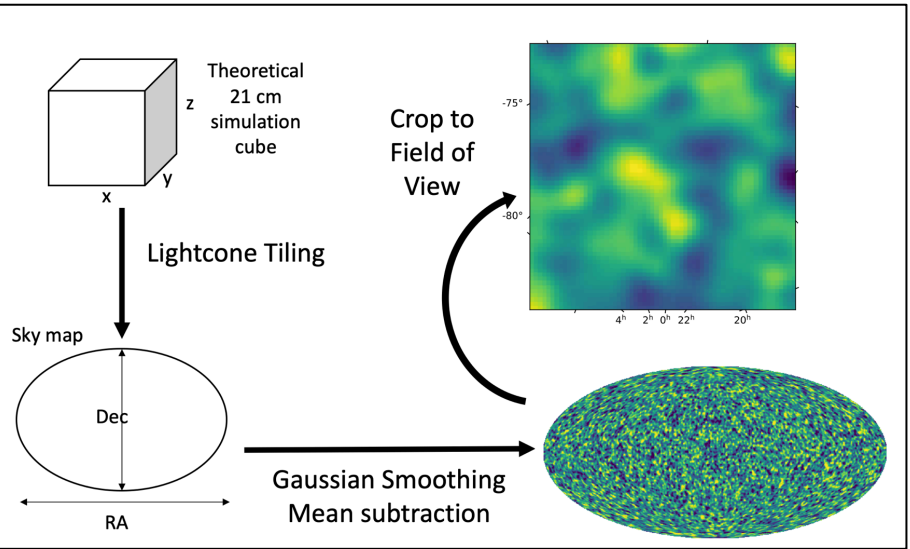 Theoretical
21 cm
simulation
cube
z
y
x
Lightcone Tiling
Sky map
Dec
RA
Gaussian Smoothing
Mean subtraction
Crop to
Field of
View
-75°
-80°
4h 2h 0h 22h 20h